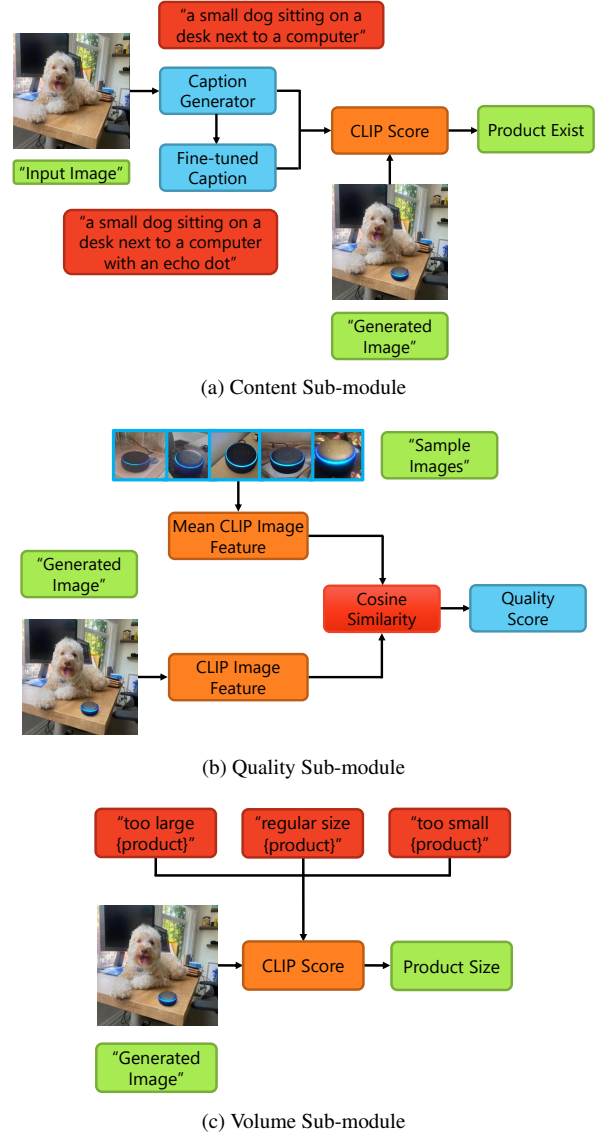 “a small dog sitting on a
desk next to a computer”
Caption
Generator
CLIP Score
Product Exist
“Input Image”
Fine-tuned
Caption
“a small dog sitting on a
desk next to a computer
with an echo dot”
“Generated
Image”
(a) Content Sub-module
“Sample
Images”
Mean CLIP Image
Feature
“Generated
Image”
Cosine
Similarity
Quality
Score
CLIP Image
Feature
(b) Quality Sub-module
“too large
{product}”
“regular size
{product}”
“too small
{product}”
CLIP Score
Product Size
“Generated
Image”
(c) Volume Sub-module